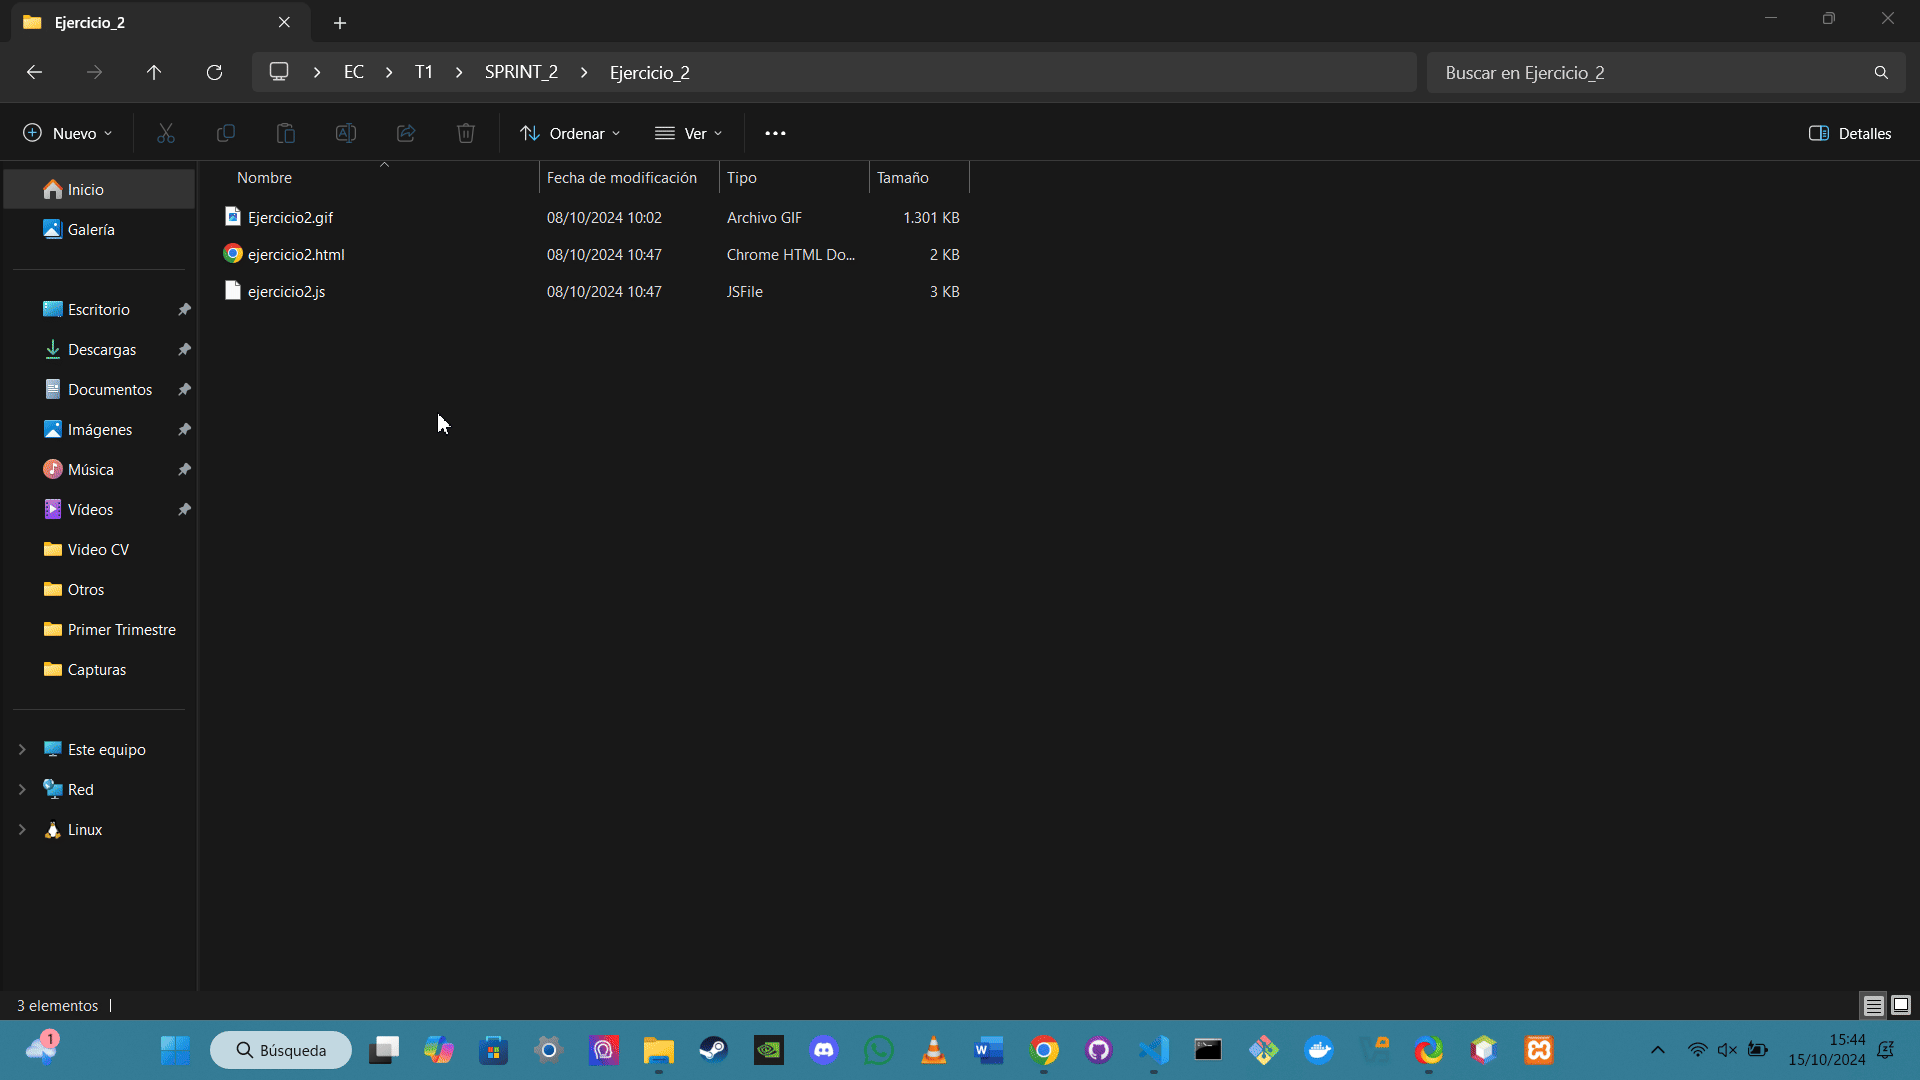 Ejercicio_2
EC
T1
SPRINT_2
Ejercicio_2
Buscar en Ejercicio_2
Nuevo
Ordenar
Ver
Detalles
Nombre
Fecha de modificación
Tipo
Tamaño
Ejercicio2.gif
08/10/2024 10:02
Archivo GIF
1.301 KB
ejercicio2.html
08/10/2024 10:47
Chrome HTML Do...
2 KB
ejercicio2.js
08/10/2024 10:47
JSFile
3 KB
Inicio
Galería
Escritorio
Descargas
Documentos
Imágenes
Música
Vídeos
Video CV
Otros
Primer Trimestre
Capturas
Este equipo
Red
Linux
3 elementos
1
Búsqueda
15:44
15/10/2024